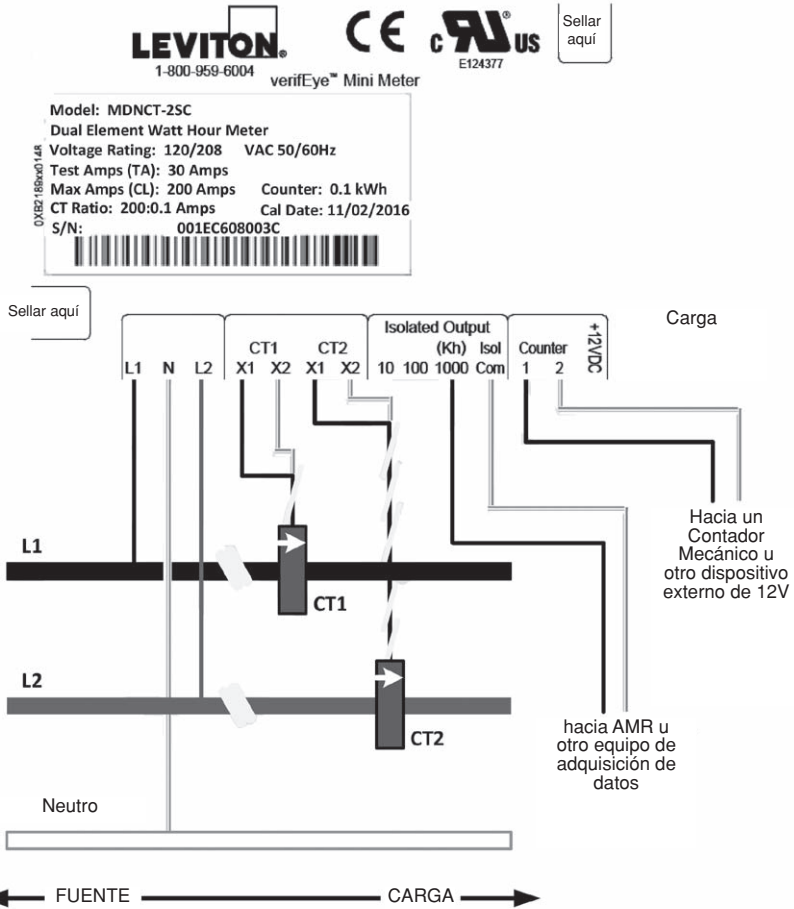 LEVITON®
1-800-959-6004
CE
c RU® US
E124377
Sellar
aquí
verifEye™ Mini Meter
Model: MDNCT-2SC
Dual Element Watt Hour Meter
Voltage Rating: 120/208 VAC 50/60Hz
Test Amps (TA): 30 Amps
Max Amps (CL): 200 Amps Counter: 0.1 kWh
CT Ratio: 200:0.1 Amps Cal Date: 11/02/2016
S/N: 001EC608003C
0XB2189xx0148
Sellar aquí
Isolated Output
Carga
CT1 CT2 (Kh) Isol Counter +12VDC
L1 N L2 X1 X2 X1 X2 10 100 1000 Com 1 2
Hacia un
Contador
Mecánico u
otro dispositivo
externo de 12V
L1
CT1
L2
CT2
hacia AMR u
otro equipo de
adquisición de
datos
Neutro
FUENTE CARGA